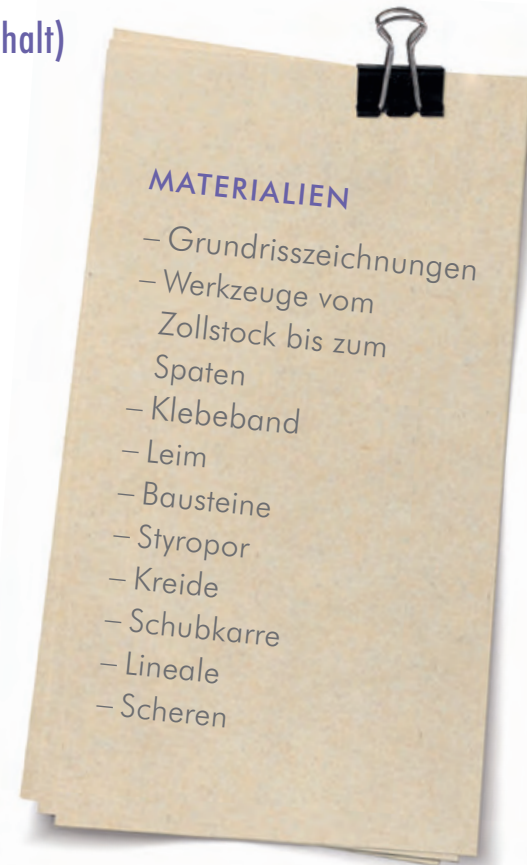 halt)
MATERIALIEN
– Grundrisszeichnungen
– Werkzeuge vom
Zollstock bis zum
Spaten
– Klebeband
– Leim
– Bausteine
– Styropor
– Kreide
– Schubkarre
– Lineale
– Scheren